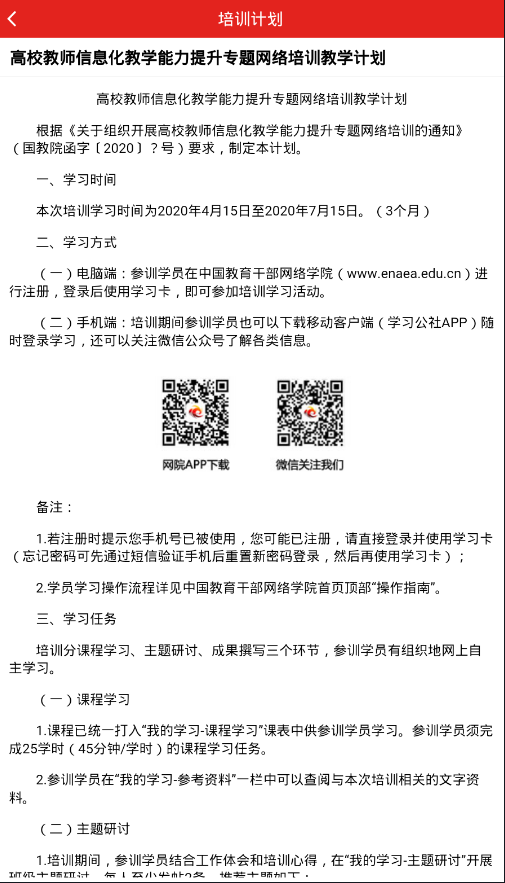 培训计划
高校教师信息化教学能力提升专题网络培训教学计划
高校教师信息化教学能力提升专题网络培训教学计划
根据《关于组织开展高校教师信息化教学能力提升专题网络培训的通知》
（国教院函字〔2020〕？号）要求，制定本计划。
一、学习时间
本次培训学习时间为2020年4月15日至2020年7月15日。（3个月）
二、学习方式
（一）电脑端：参训学员在中国教育干部网络学院（www.enaea.edu.cn）进
行注册，登录后使用学习卡，即可参加培训学习活动。
（二）手机端：培训期间参训学员也可以下载移动客户端（学习公社APP）随
时登录学习，还可以关注微信公众号了解各类信息。
网院APP下载 微信关注我们
备注：
1.若注册时提示您手机号已被使用，您可能已注册，请直接登录并使用学习卡
（忘记密码可先通过短信验证手机后重置新密码登录，然后再使用学习卡）；
2.学员学习操作流程详见中国教育干部网络学院首页顶部“操作指南”。
三、学习任务
培训分课程学习、主题研讨、成果撰写三个环节，参训学员有组织地网上自
主学习。
（一）课程学习
1.课程已统一打入“我的学习-课程学习”课表中供参训学员学习。参训学员须完
成25学时（45分钟/学时）的课程学习任务。
2.参训学员在“我的学习-参考资料”一栏中可以查阅与本次培训相关的文字资
料。
（二）主题研讨
1.培训期间，参训学员结合工作体会和培训心得，在“我的学习-主题研讨”开展
班级主题研讨，每人至少发帖2条。推荐主题如下：